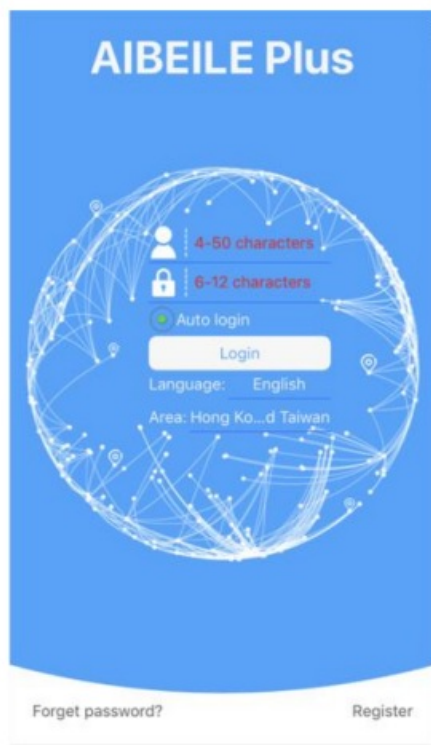 AIBEILE Plus
4-50 characters
6-12 characters
Auto login
Login
Language: English
Area: Hong Ko...d Taiwan
Forget password? Register